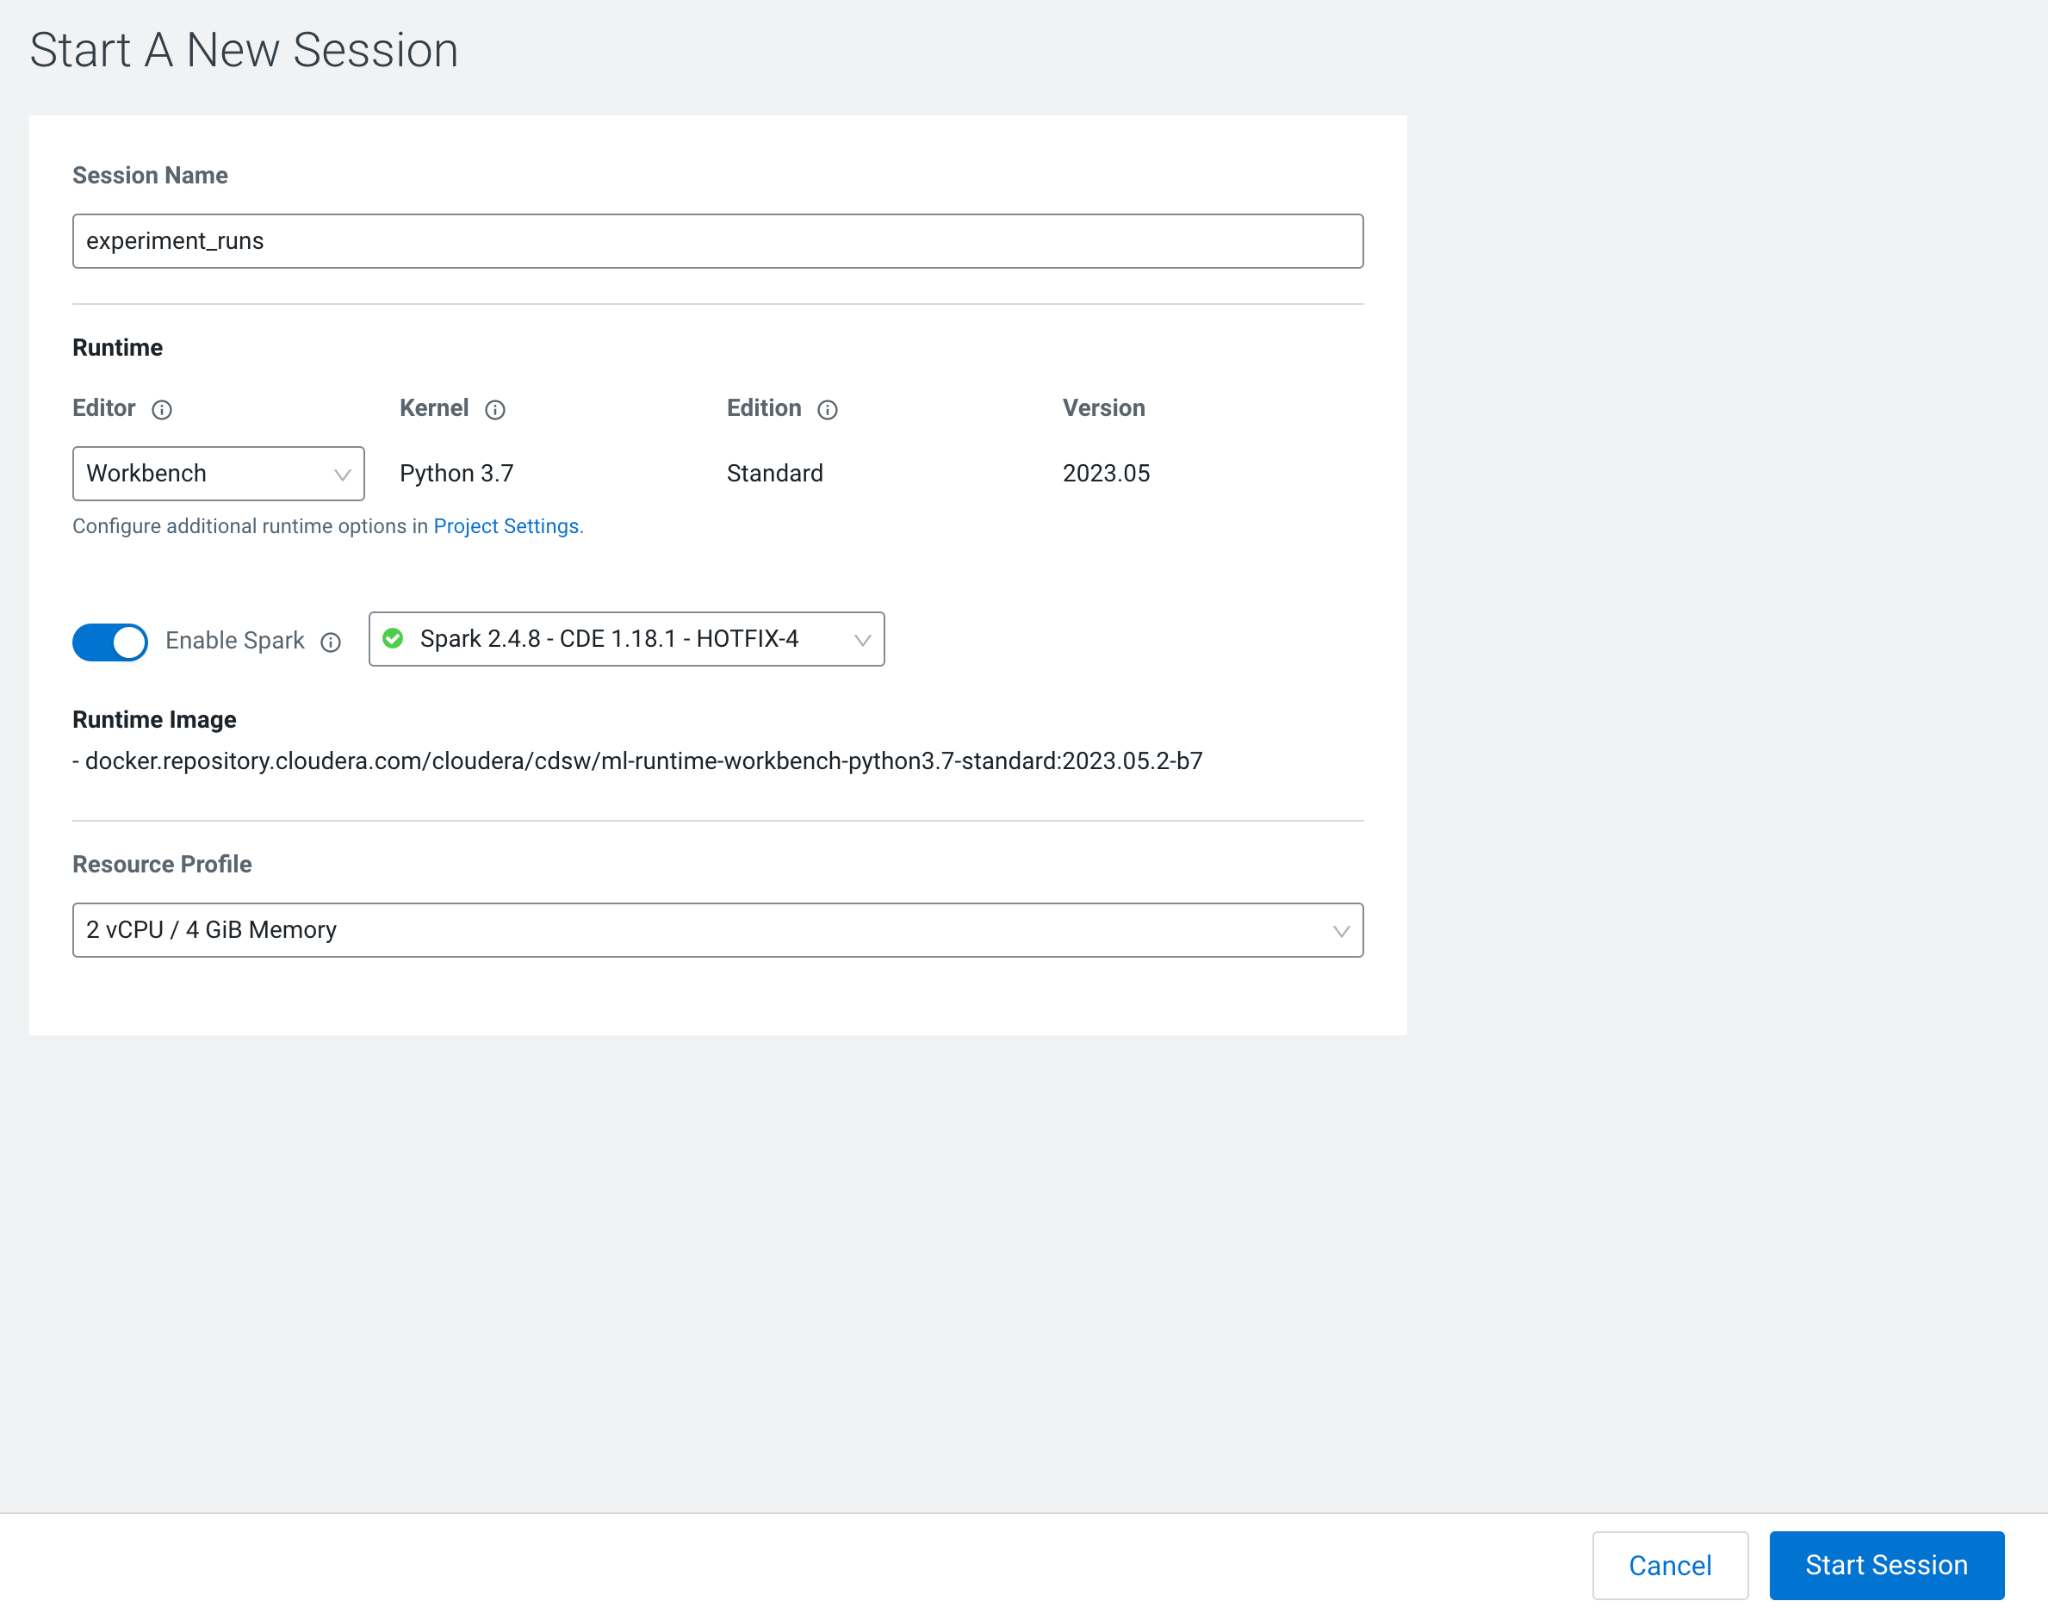 Start A New Session
Session Name
experiment_runs
Runtime
Editor Kernel Edition Version
Workbench Python 3.7 Standard 2023.05
Configure additional runtime options in Project Settings.
Enable Spark Spark 2.4.8 - CDE 1.18.1 - HOTFIX-4
Runtime Image
- docker.repository.cloudera.com/cloudera/cdsw/ml-runtime-workbench-python3.7-standard:2023.05.2-b7
Resource Profile
2 vCPU / 4 GiB Memory
Cancel Start Session